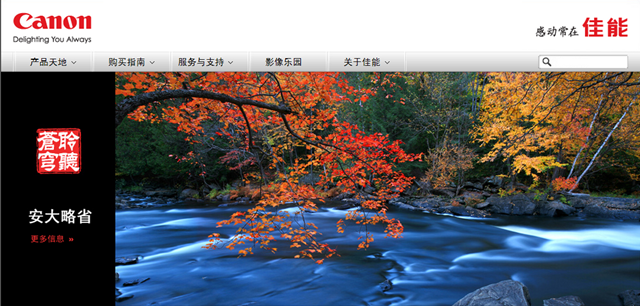 Canon
Delighting You Always
感动常在 佳能
产品天地 购买指南 服务与支持 影像乐园 关于佳能
聆聽
蒼穹
安大略省
更多信息 »